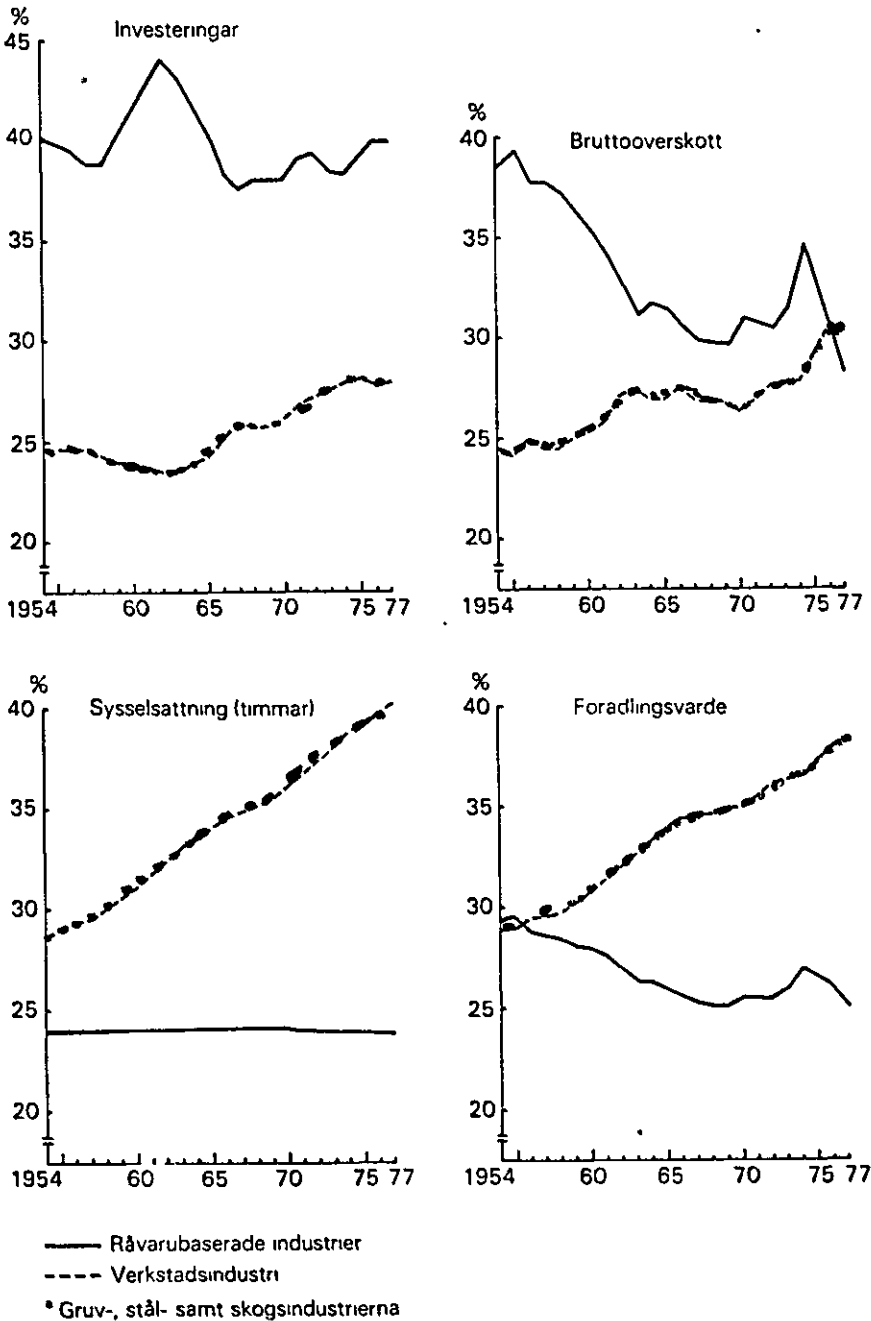 %
Investeringar
45
40
35
30
25
20
1954 60 65 70 75 77
%
Bruttooverskott
40
35
30
25
20
1954 60 65 70 75 77
%
Sysselsattning (timmar)
40
35
30
25
20
1954 60 65 70 75 77
%
Foradlingsvarde
40
35
30
25
20
1954 60 65 70 75 77
Råvarubaserade industrier
Verkstadsindustri
* Gruv-, stål- samt skogsindustrierna